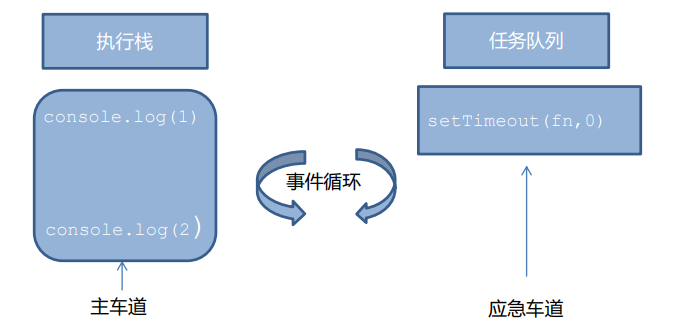 执行栈
任务队列
console.log(1)
setTimeout(fn,0)
事件循环
console.log(2)
主车道
应急车道